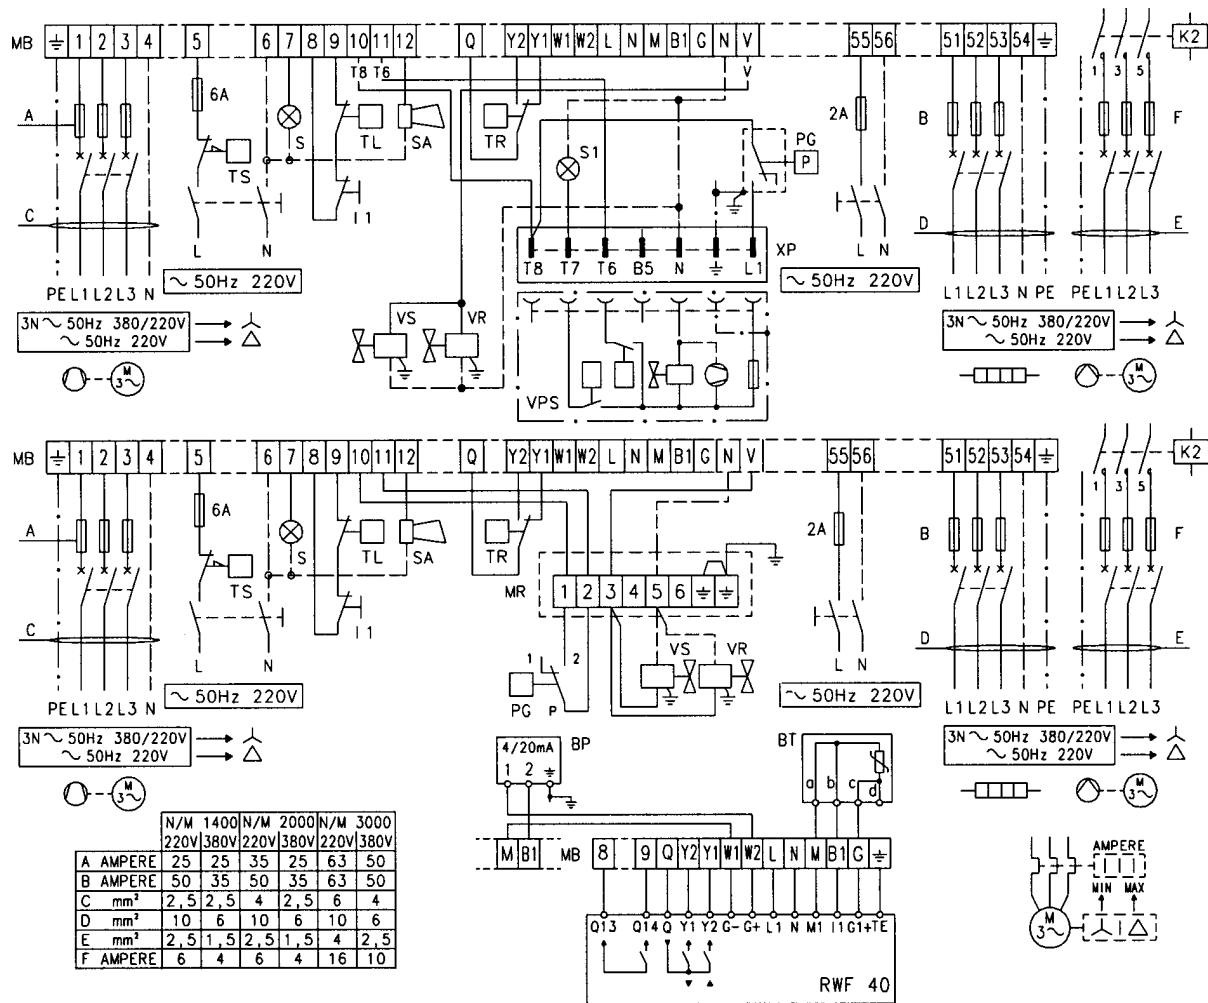 MB ⏚ 1 2 3 4 5 6 7 8 9 10 11 12 Q Y2 Y1 W1 W2 L N M B1 G N V 55 56 51 52 53 54 ⏚ K2
T8 T6 V
1 3 5
A 6A S TL SA TR S1 PG P 2A B F
TS I1
C L N D E
T8 T7 T6 B5 N ⏚ L1 XP
L N
∼ 50Hz 220V ∼ 50Hz 220V
PE L1 L2 L3 N L1 L2 L3 N PE PE L1 L2 L3
3N ∼ 50Hz 380/220V VS VR 3N ∼ 50Hz 380/220V
∼ 50Hz 220V ∼ 50Hz 220V
M 3∼ VPS M 3∼
MB ⏚ 1 2 3 4 5 6 7 8 9 10 11 12 Q Y2 Y1 W1 W2 L N M B1 G N V 55 56 51 52 53 54 ⏚ K2
1 3 5
A 6A S TL SA TR 2A B F
TS
MR 1 2 3 4 5 6 ⏚ ⏚
C I1 D E
L N 1 2 VS VR L N
∼ 50Hz 220V PG P ∼ 50Hz 220V
PE L1 L2 L3 N L1 L2 L3 N PE PE L1 L2 L3
3N ∼ 50Hz 380/220V 3N ∼ 50Hz 380/220V
∼ 50Hz 220V ∼ 50Hz 220V
4/20mA BP BT
1 2 ⏚ a b c d
M 3∼ M 3∼
N/M 1400 N/M 2000 N/M 3000
220V 380V 220V 380V 220V 380V
A AMPERE 25 25 35 25 63 50
B AMPERE 50 35 50 35 63 50
C mm² 2,5 2,5 4 2,5 6 4
D mm² 10 6 10 6 10 6
E mm² 2,5 1,5 2,5 1,5 4 2,5
F AMPERE 6 4 6 4 16 10
M B1 MB 8 9 Q Y2 Y1 W1 W2 L N M B1 G ⏚
Q13 Q14 Q Y1 Y2 G- G+ L1 N M1 I1 G1+ TE
RWF 40
AMPERE
MIN MAX
M 3∼